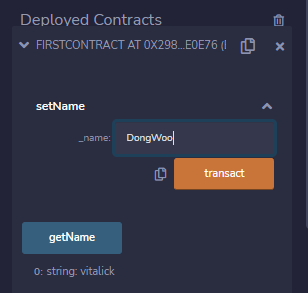 Deployed Contracts
FIRSTCONTRACT AT 0X298...E0E76 (
setName
_name: DongWoo
transact
getName
0: string: vitalick